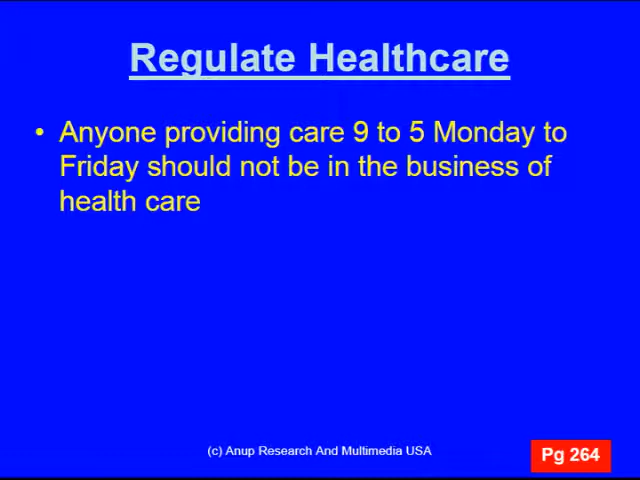 Regulate Healthcare
• Anyone providing care 9 to 5 Monday to
Friday should not be in the business of
health care
(c) Anup Research And Multimedia USA
Pg 264